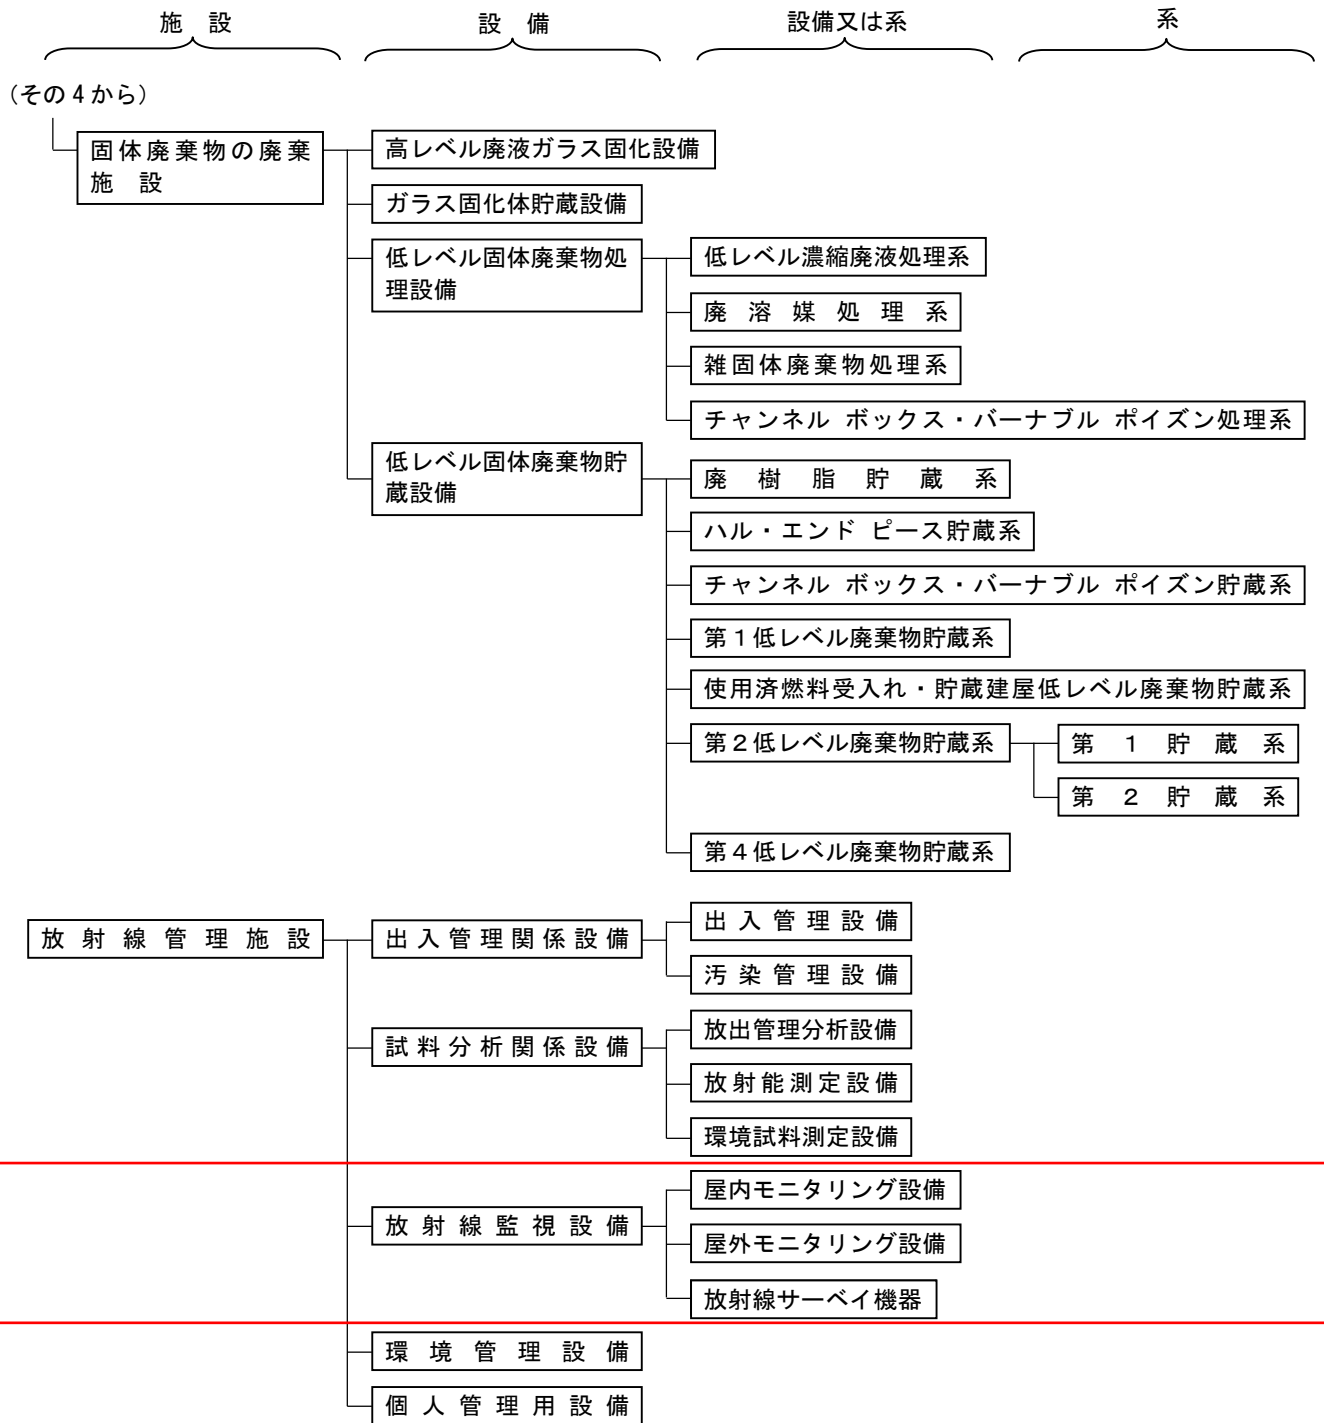 施設
設備
設備又は系
系
(その4から)
固体廃棄物の廃棄
施設
高レベル廃液ガラス固化設備
ガラス固化体貯蔵設備
低レベル固体廃棄物処
理設備
低レベル濃縮廃液処理系
廃溶媒処理系
雑固体廃棄物処理系
チャンネル ボックス・バーナブル ポイズン処理系
低レベル固体廃棄物貯
蔵設備
廃樹脂貯蔵系
ハル・エンド ピース貯蔵系
チャンネル ボックス・バーナブル ポイズン貯蔵系
第1低レベル廃棄物貯蔵系
使用済燃料受入れ・貯蔵建屋低レベル廃棄物貯蔵系
第2低レベル廃棄物貯蔵系
第1貯蔵系
第2貯蔵系
第4低レベル廃棄物貯蔵系
放射線管理施設
出入管理関係設備
出入管理設備
汚染管理設備
試料分析関係設備
放出管理分析設備
放射能測定設備
環境試料測定設備
放射線監視設備
屋内モニタリング設備
屋外モニタリング設備
放射線サーベイ機器
環境管理設備
個人管理用設備